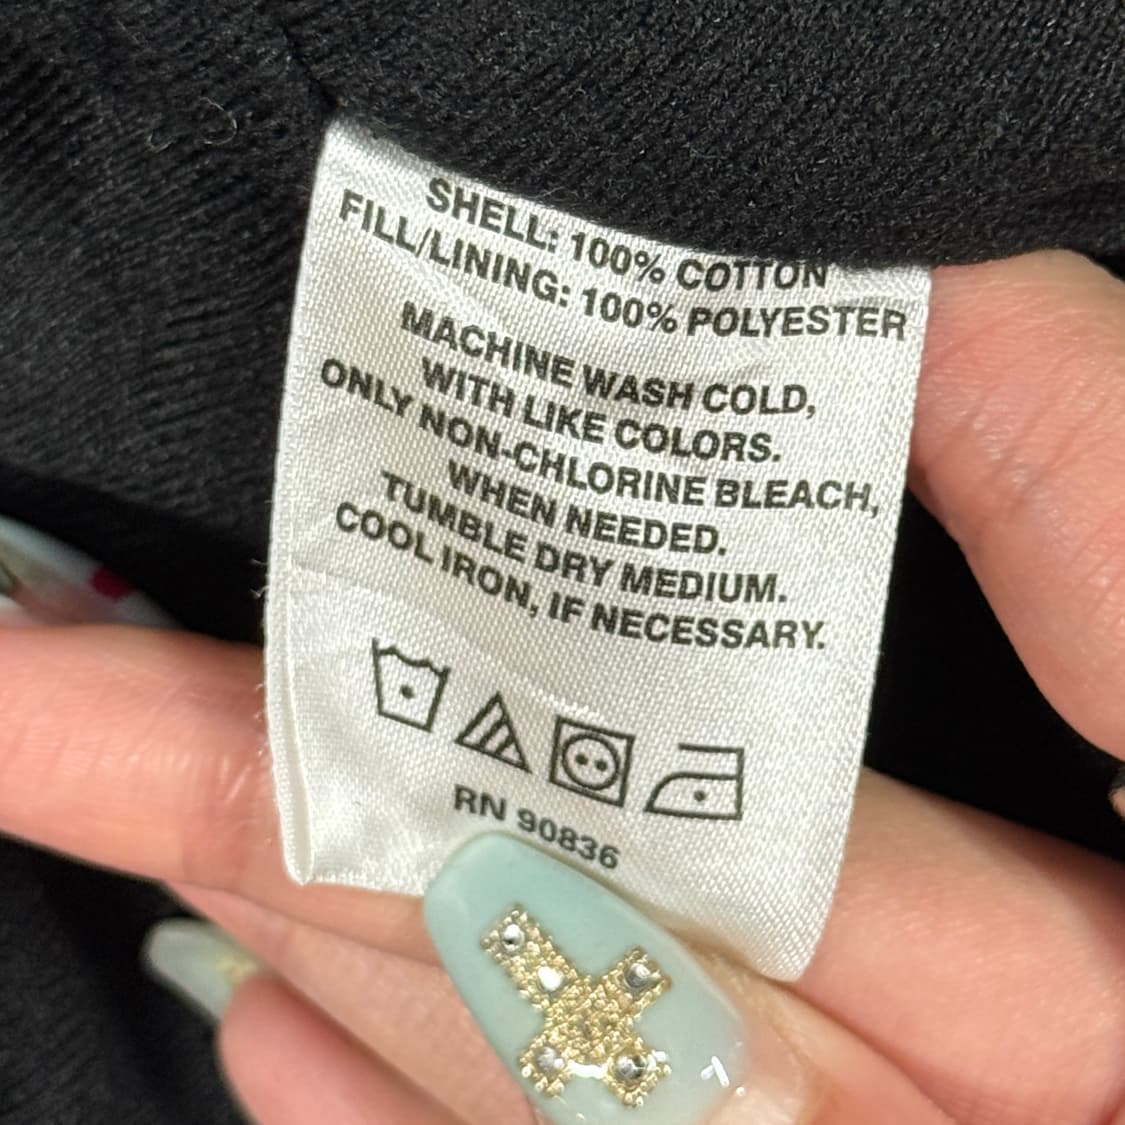 SHELL: 100% COTTON
FILL/LINING: 100% POLYESTER
MACHINE WASH COLD,
WITH LIKE COLORS.
ONLY NON-CHLORINE BLEACH,
WHEN NEEDED.
TUMBLE DRY MEDIUM.
COOL IRON, IF NECESSARY.
RN 90836